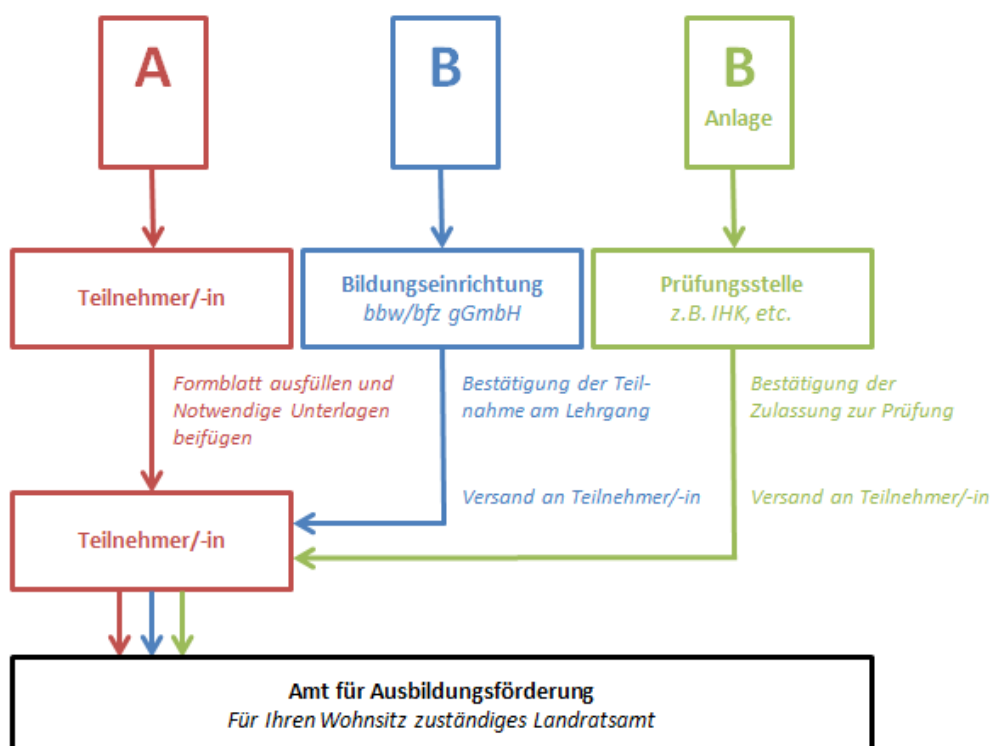 A
B
B
Anlage
Teilnehmer/-in
Bildungseinrichtung
bbw/bfz gGmbH
Prüfungsstelle
z.B. IHK, etc.
Formblatt ausfüllen und
Notwendige Unterlagen
beifügen
Bestätigung der Teil-
nahme am Lehrgang
Bestätigung der
Zulassung zur Prüfung
Versand an Teilnehmer/-in
Versand an Teilnehmer/-in
Teilnehmer/-in
Amt für Ausbildungsförderung
Für Ihren Wohnsitz zuständiges Landratsamt